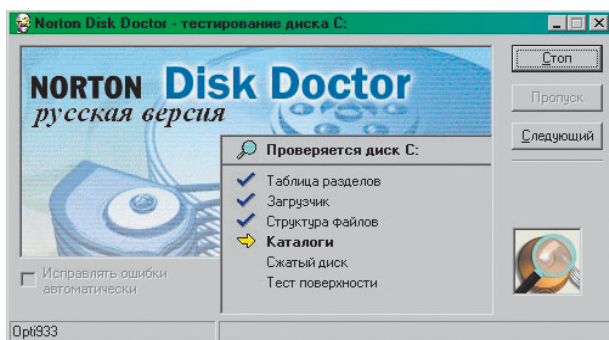 Norton Disk Doctor - тестирование диска C:
NORTON Disk Doctor
русская версия
Проверяется диск C:
Таблица разделов
Загрузчик
Структура файлов
Каталоги
Сжатый диск
Тест поверхности
Исправлять ошибки
автоматически
Стоп
Пропуск
Следующий
Opti933